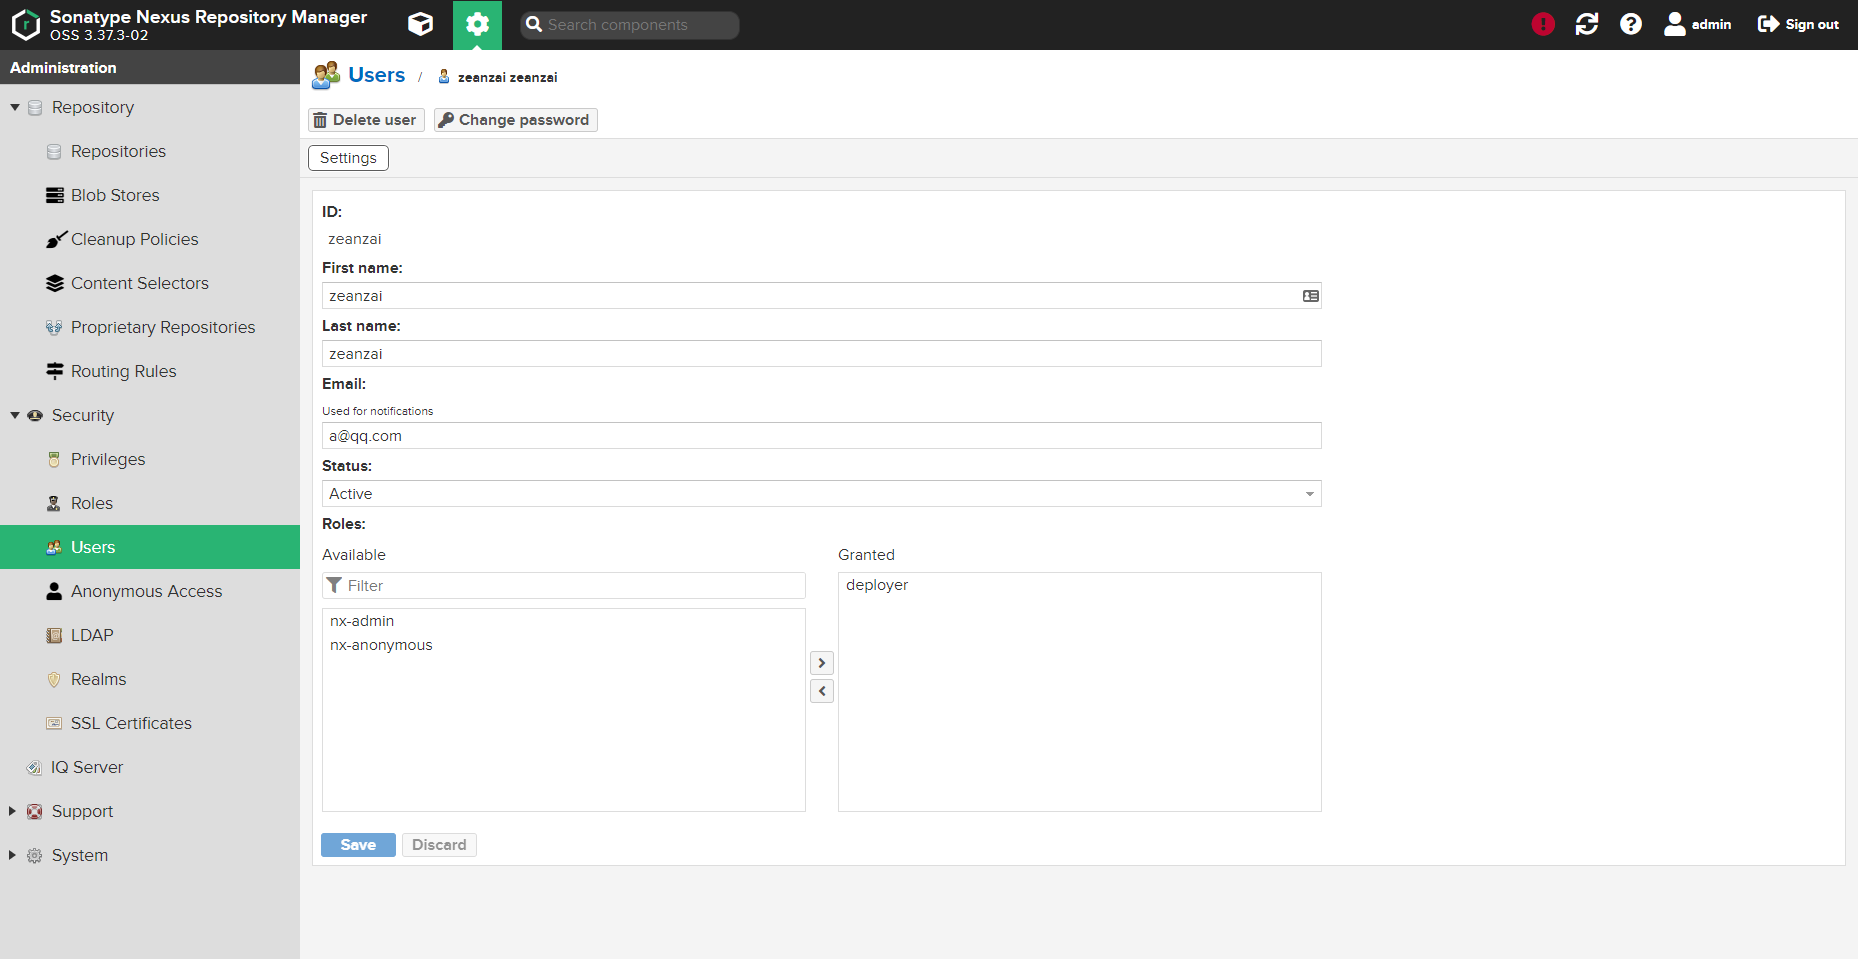 Sonatype Nexus Repository Manager
OSS 3.37.3-02
Search components
admin
Sign out
Administration
Repository
Repositories
Blob Stores
Cleanup Policies
Content Selectors
Proprietary Repositories
Routing Rules
Security
Privileges
Roles
Users
Anonymous Access
LDAP
Realms
SSL Certificates
IQ Server
Support
System
Users / zeanzai zeanzai
Delete user
Change password
Settings
ID:
zeanzai
First name:
zeanzai
Last name:
zeanzai
Email:
Used for notifications
a@qq.com
Status:
Active
Roles:
Available
Filter
nx-admin
nx-anonymous
Granted
deployer
Save
Discard